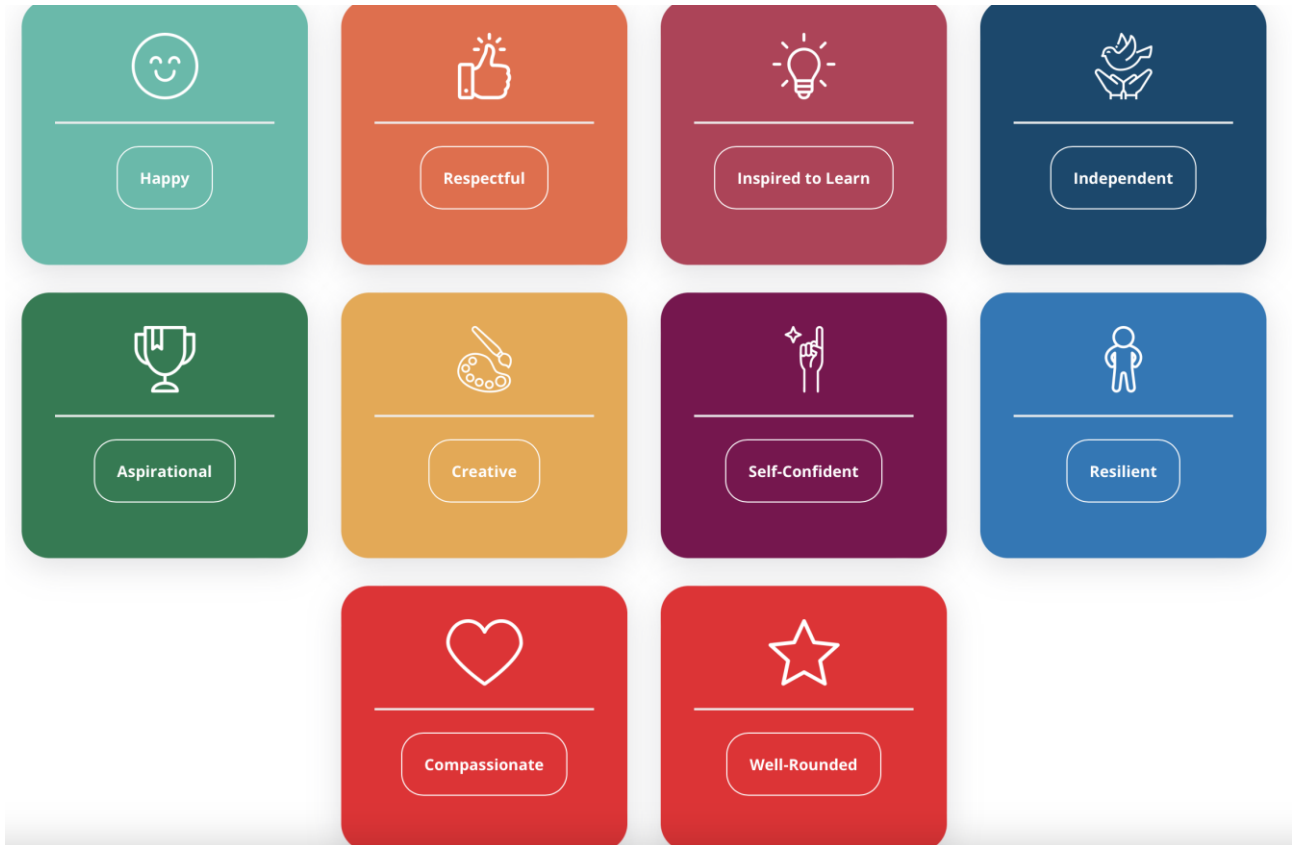 Happy
Respectful
Inspired to Learn
Independent
Aspirational
Creative
Self-Confident
Resilient
Compassionate
Well-Rounded